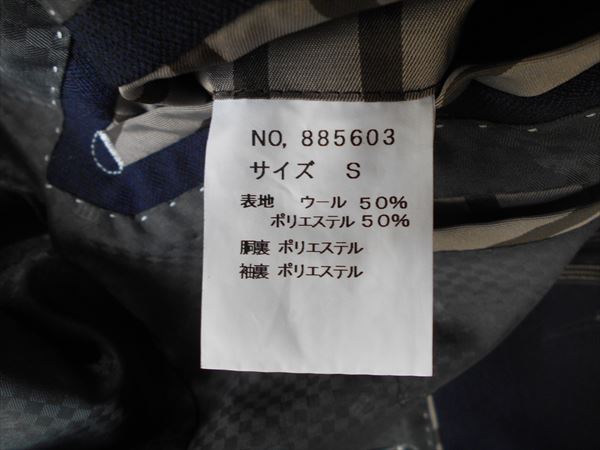 NO, 885603
サイズ S
表地 ウール 50%
ポリエステル 50%
胴裏 ポリエステル
袖裏 ポリエステル